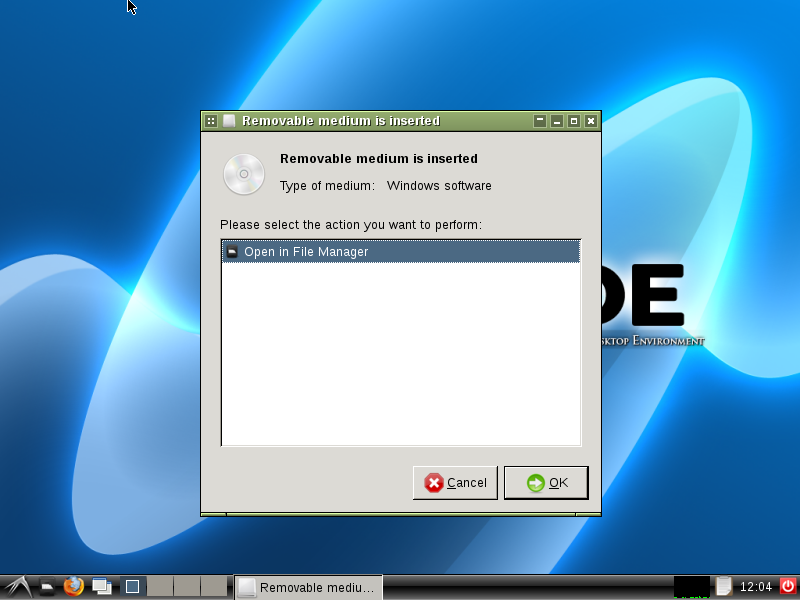 Removable medium is inserted
Removable medium is inserted
Type of medium: Windows software
Please select the action you want to perform:
Open in File Manager
DE
Environment
Cancel
OK
Removable mediu...
12:04